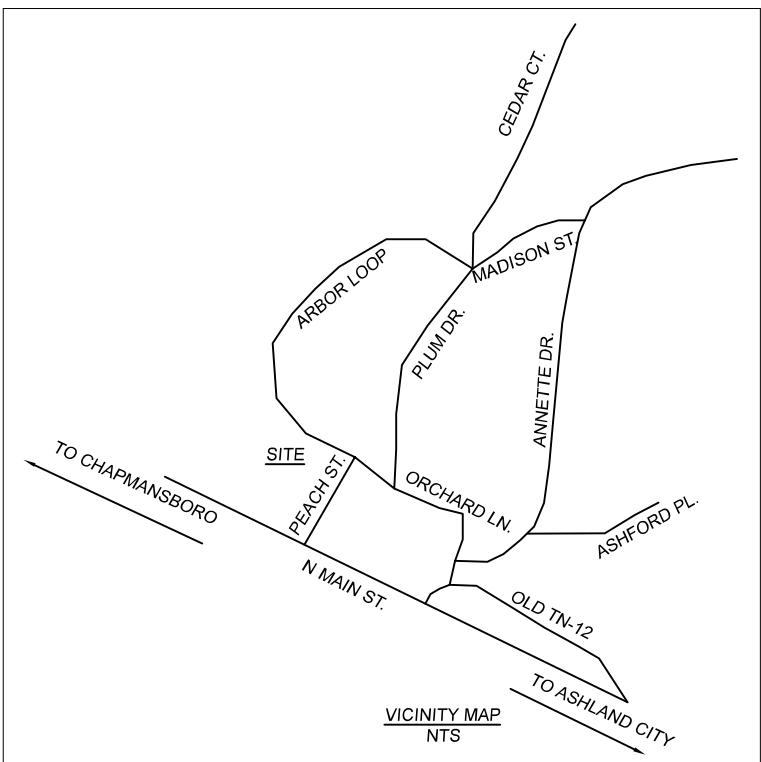 CEDAR CT.
MADISON ST.
ARBOR LOOP
PLUM DR.
ANNETTE DR.
TO CHAPMANSBORO
SITE
PEACH ST.
ORCHARD LN.
ASHFORD PL.
N MAIN ST.
OLD TN-12
TO ASHLAND CITY
VICINITY MAP
NTS